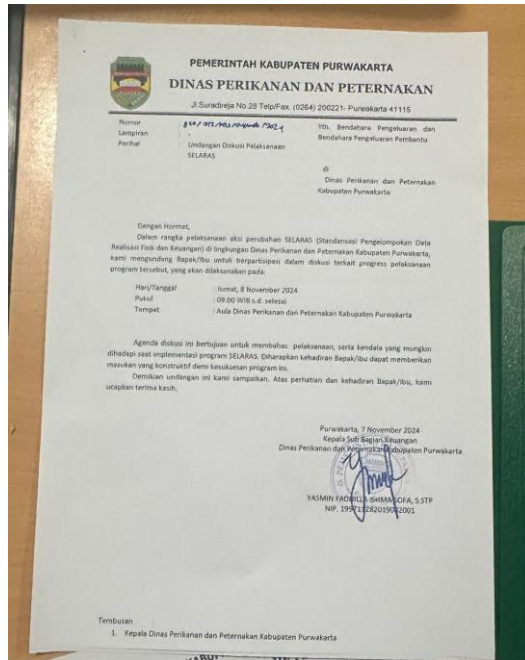 PEMERINTAH KABUPATEN PURWAKARTA
DINAS PERIKANAN DAN PETERNAKAN
Jl.Suradireja No.28 Telp/Fax. (0264) 200221- Purwakarta 41115
Nomor :
Lampiran : -
Perihal : Undangan Diskusi Pelaksanaan
SELARAS
Yth. Bendahara Pengeluaran dan
Bendahara Pengeluaran Pembantu
di
Dinas Perikanan dan Peternakan
Kabupaten Purwakarta
Dengan Hormat,
Dalam rangka pelaksanaan aksi perubahan SELARAS (Standarisasi Pengelompokan Data
Realisasi Fisik dan Keuangan) di lingkungan Dinas Perikanan dan Peternakan Kabupaten Purwakarta,
kami mengundang Bapak/Ibu untuk berpartisipasi dalam diskusi terkait progress pelaksanaan
program tersebut, yang akan dilaksanakan pada:
Hari/Tanggal : Jumat, 8 November 2024
Pukul : 09.00 WIB s.d. selesai
Tempat : Aula Dinas Perikanan dan Peternakan Kabupaten Purwakarta
Agenda diskusi ini bertujuan untuk membahas pelaksanaan, serta kendala yang mungkin
dihadapi saat implementasi program SELARAS. Diharapkan kehadiran Bapak/Ibu dapat memberikan
masukan yang konstruktif demi kesuksesan program ini.
Demikian undangan ini kami sampaikan, Atas perhatian dan kehadiran Bapak/Ibu, kami
ucapkan terima kasih.
Purwakarta, 7 November 2024
Kepala Sub Bagian Keuangan
Dinas Perikanan dan Peternakan Kabupaten Purwakarta
YASMIN FADHILLA ISHMA SOFA, S.STP
NIP.
Tembusan
1. Kepala Dinas Perikanan dan Peternakan Kabupaten Purwakarta